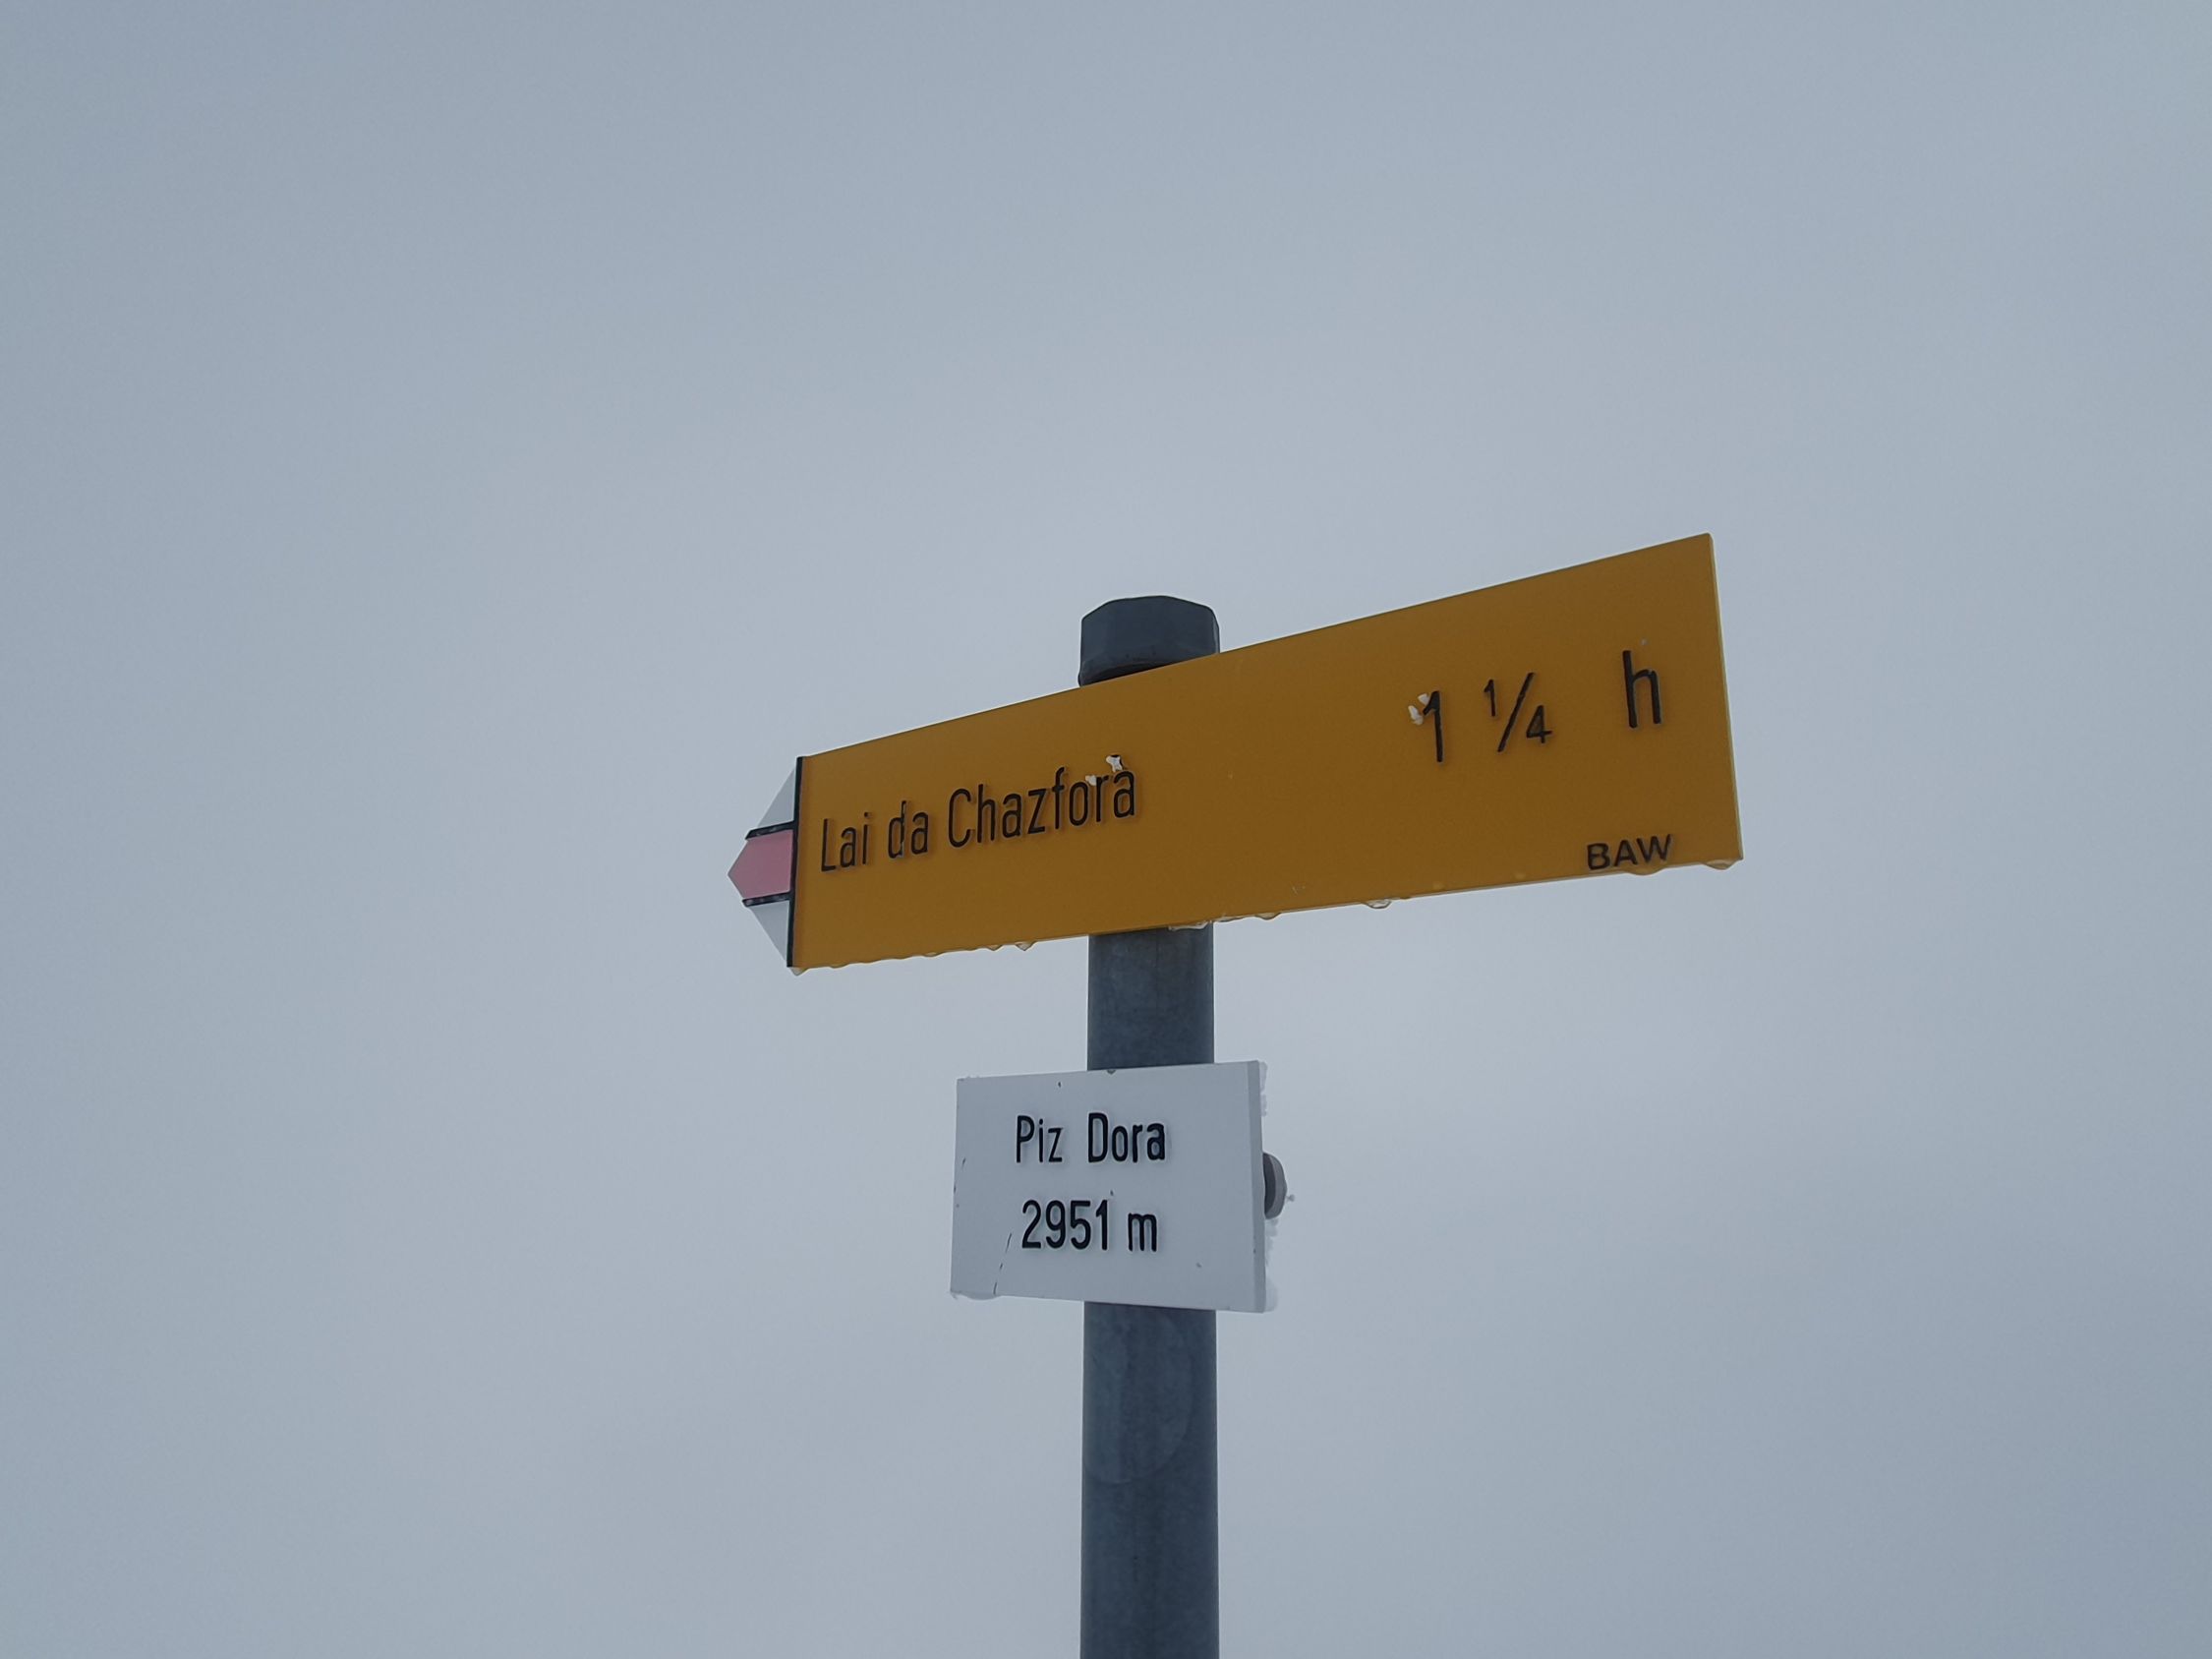 Lai da Chazforà 1 ¼ h
BAW
Piz Dora
2951 m